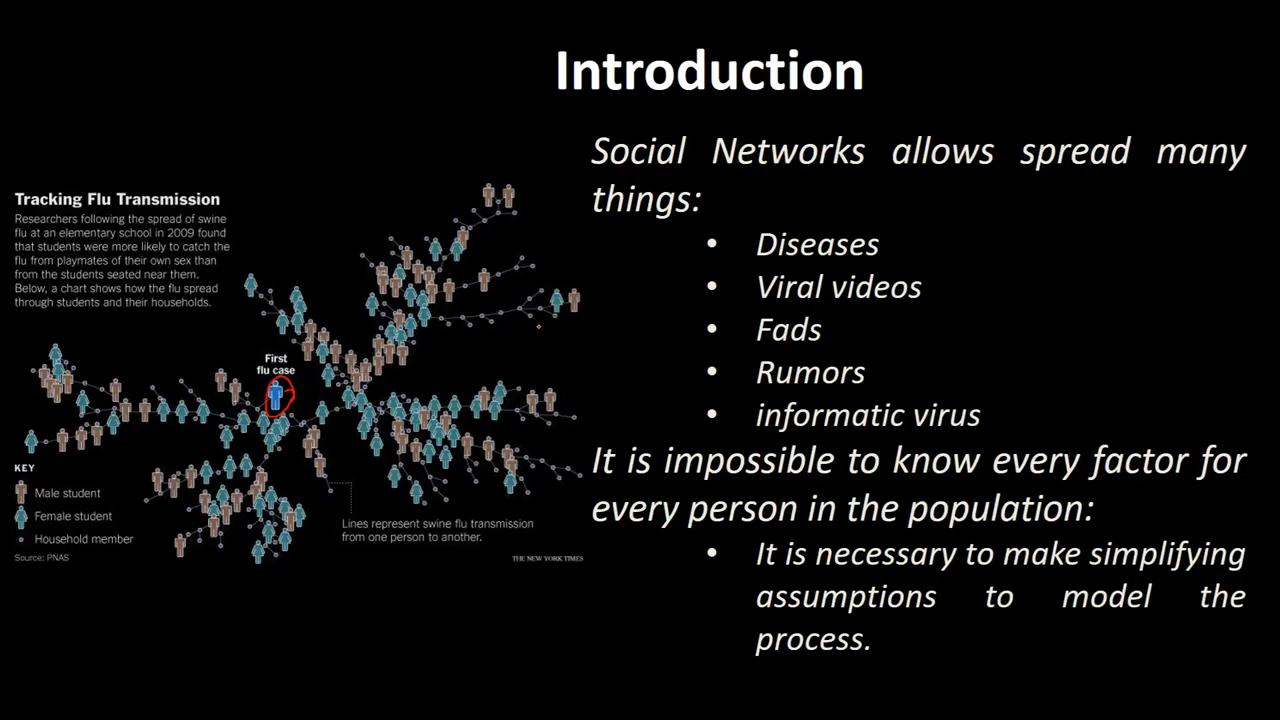 Introduction
Social Networks allows spread many
things:
• Diseases
• Viral videos
• Fads
• Rumors
• informatic virus
It is impossible to know every factor for
every person in the population:
• It is necessary to make simplifying
assumptions to model the
process.
Tracking Flu Transmission
Researchers following the spread of swine
flu at an elementary school in 2009 found
that students were more likely to catch the
flu from playmates of their own sex than
from the students seated near them.
Below, a chart shows how the flu spread
through students and their households.
First
flu case
KEY
Male student
Female student
Household member
Source: PNAS
Lines represent swine flu transmission
from one person to another.
THE NEW YORK TIMES